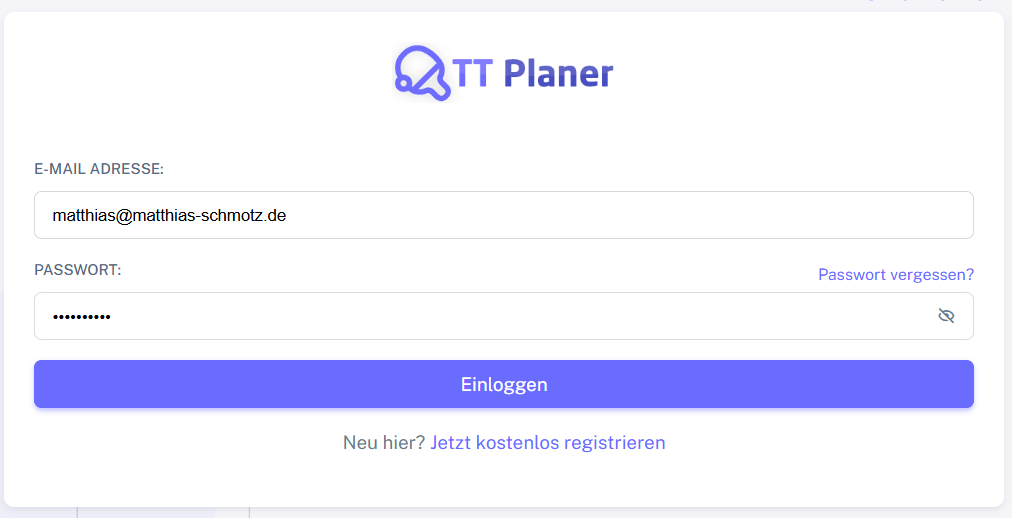 TT Planer
E-MAIL ADRESSE:
matthias@matthias-schmotz.de
PASSWORT:
Passwort vergessen?
••••••••••
Einloggen
Neu hier? Jetzt kostenlos registrieren